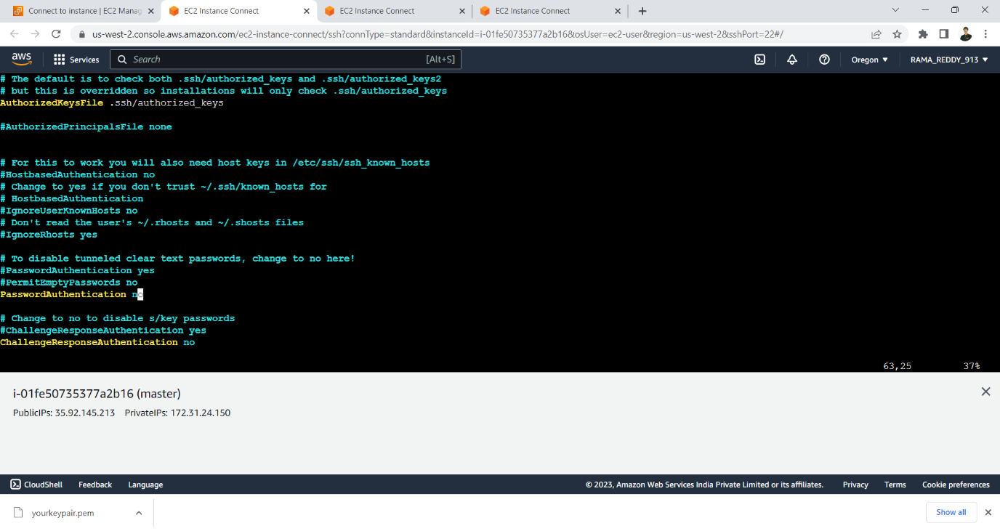 Connect to instance | EC2 Manag
EC2 Instance Connect
EC2 Instance Connect
EC2 Instance Connect
us-west-2.console.aws.amazon.com/ec2-instance-connect/ssh?connType=standard&instanceId=i-01fe50735377a2b16&osUser=ec2-user&region=us-west-2&sshPort=22#/
aws
Services
Search
[Alt+S]
Oregon
RAMA_REDDY_913
# The default is to check both .ssh/authorized_keys and .ssh/authorized_keys2
# but this is overridden so installations will only check .ssh/authorized_keys
AuthorizedKeysFile .ssh/authorized_keys
#AuthorizedPrincipalsFile none
# For this to work you will also need host keys in /etc/ssh/ssh_known_hosts
#HostbasedAuthentication no
# Change to yes if you don't trust ~/.ssh/known_hosts for
# HostbasedAuthentication
#IgnoreUserKnownHosts no
# Don't read the user's ~/.rhosts and ~/.shosts files
#IgnoreRhosts yes
# To disable tunneled clear text passwords, change to no here!
#PasswordAuthentication yes
#PermitEmptyPasswords no
PasswordAuthentication no
# Change to no to disable s/key passwords
#ChallengeResponseAuthentication yes
ChallengeResponseAuthentication no
63,25 37%
i-01fe50735377a2b16 (master)
PublicIPs: 35.92.145.213 PrivateIPs: 172.31.24.150
CloudShell Feedback Language
© 2023, Amazon Web Services India Private Limited or its affiliates. Privacy Terms Cookie preferences
yourkeypair.pem
Show all